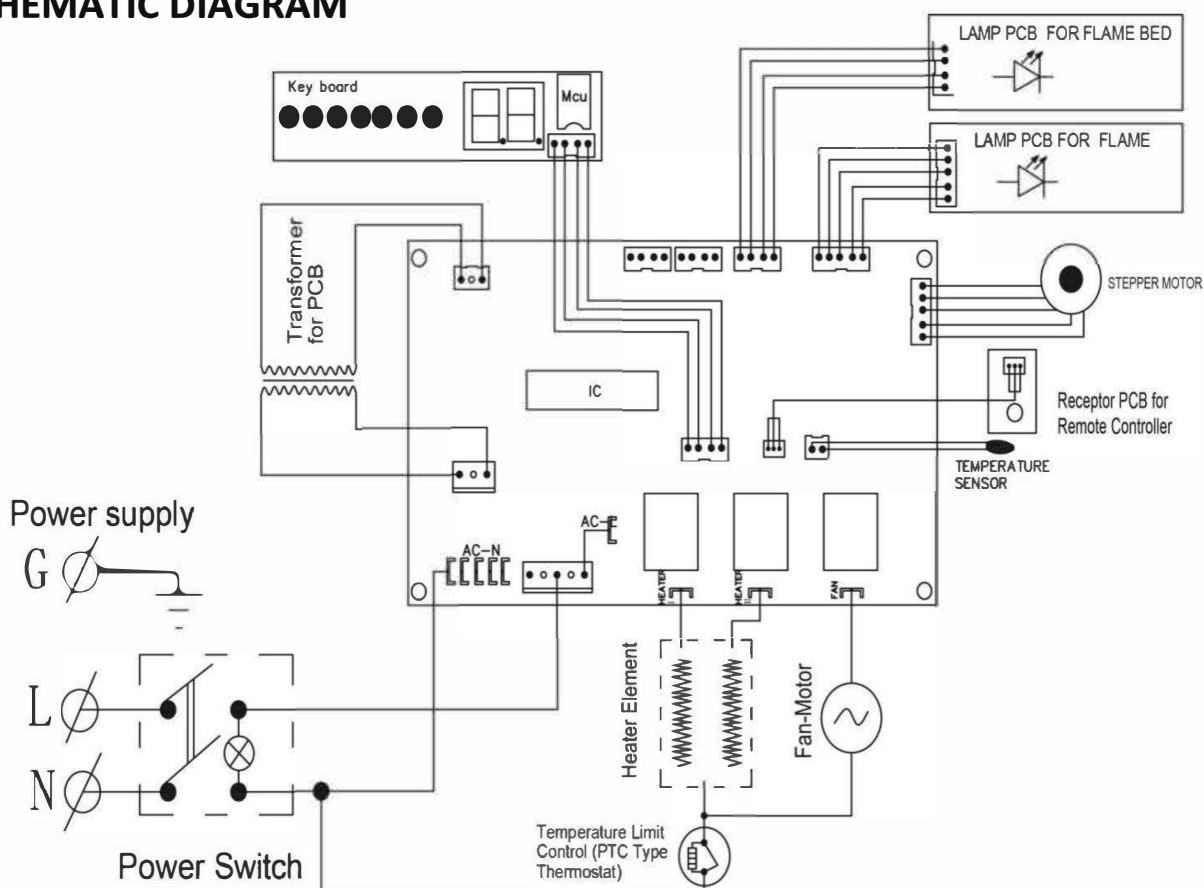 HEMATIC DIAGRAM
LAMP PCB FOR FLAME BED
Key board
Mcu
LAMP PCB FOR FLAME
Transformer
for PCB
STEPPER MOTOR
IC
Receptor PCB for
Remote Controller
TEMPERATURE
SENSOR
Power supply
G
AC-N
HEATER
HEATER
FAN
Heater Element
Fan-Motor
L
N
Temperature Limit
Control (PTC Type
Thermostat)
Power Switch